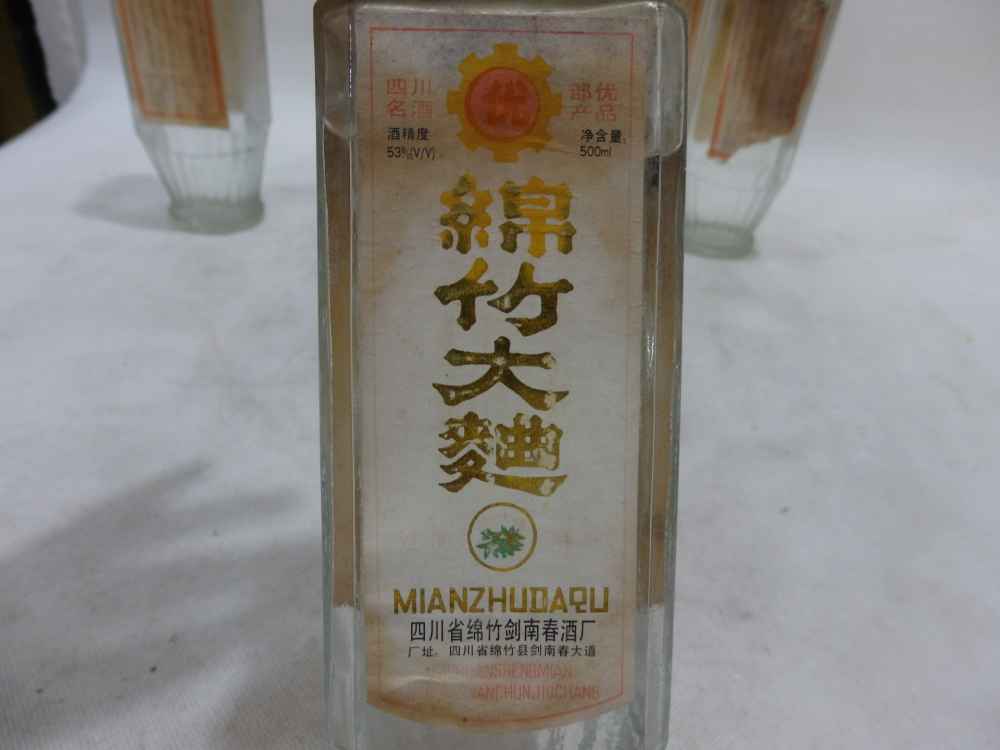 四川
名酒
优
部优
产品
酒精度
53%(V/V)
净含量:
500ml
綿竹大麯
MIANZHUDAQU
四川省绵竹剑南春酒厂
厂址: 四川省绵竹县剑南春大道